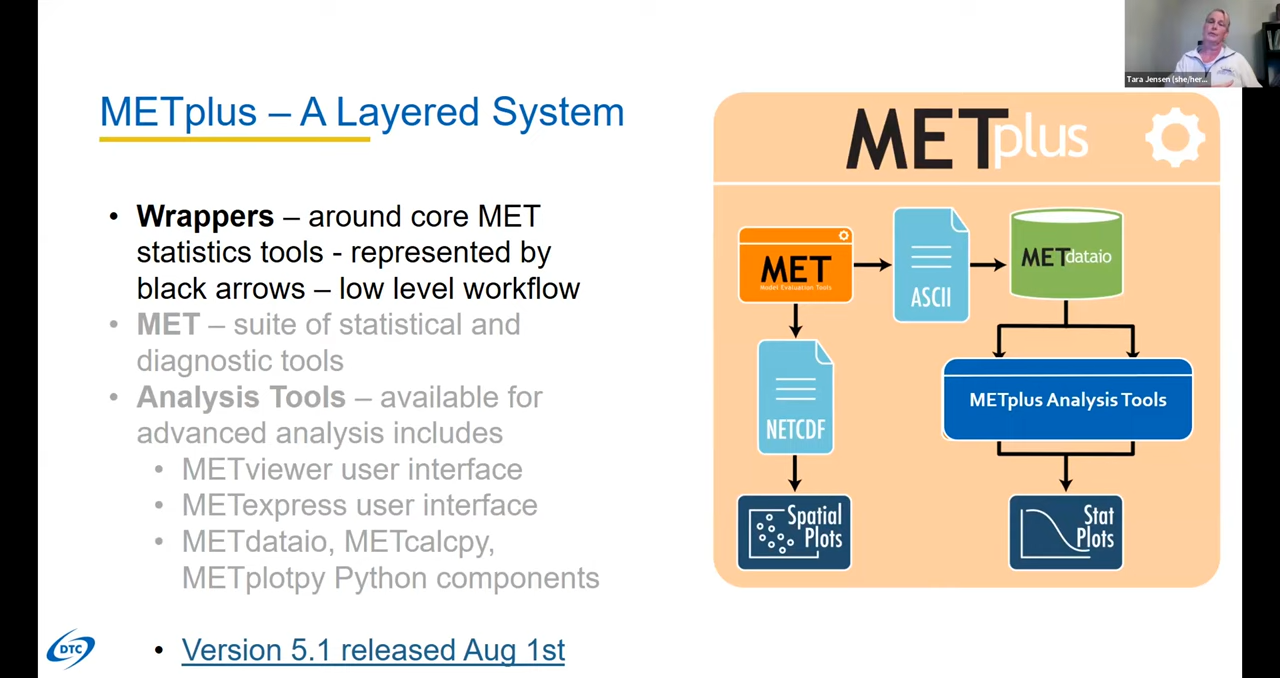 Tara Jensen (she/her...
METplus – A Layered System
• Wrappers – around core MET
statistics tools - represented by
black arrows – low level workflow
• MET – suite of statistical and
diagnostic tools
• Analysis Tools – available for
advanced analysis includes
• METviewer user interface
• METexpress user interface
• METdataio, METcalcpy,
METplotpy Python components
• Version 5.1 released Aug 1st
DTC
METplus
MET
Model Evaluation Tools
ASCII
METdataio
NETCDF
METplus Analysis Tools
Spatial
Plots
Stat
Plots